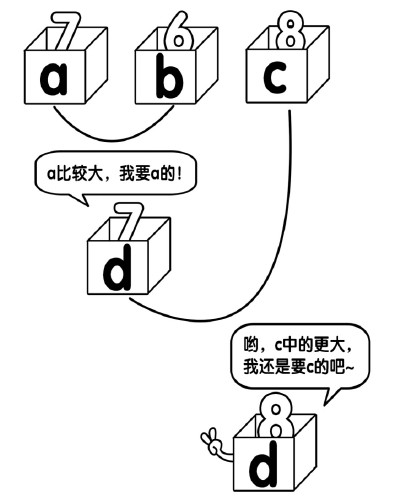 7 6 8
a b c
a比较大，我要a的！
7
d
哟，c中的更大，
我还是要c的吧~
8
d